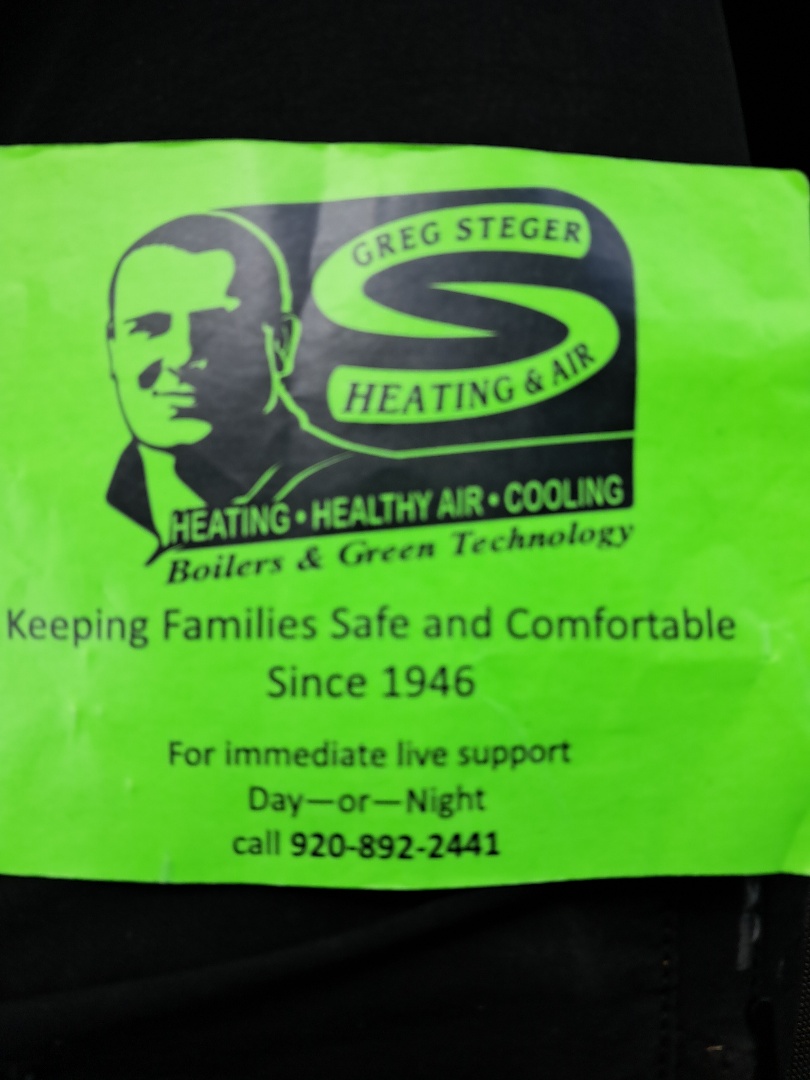 GREG STEGER
HEATING & AIR
HEATING • HEALTHY AIR • COOLING
Boilers & Green Technology
Keeping Families Safe and Comfortable
Since 1946
For immediate live support
Day—or—Night
call 920-892-2441